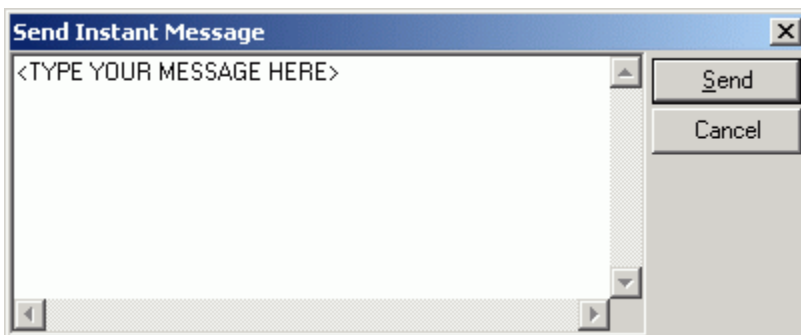 Send Instant Message
<TYPE YOUR MESSAGE HERE>
Send
Cancel